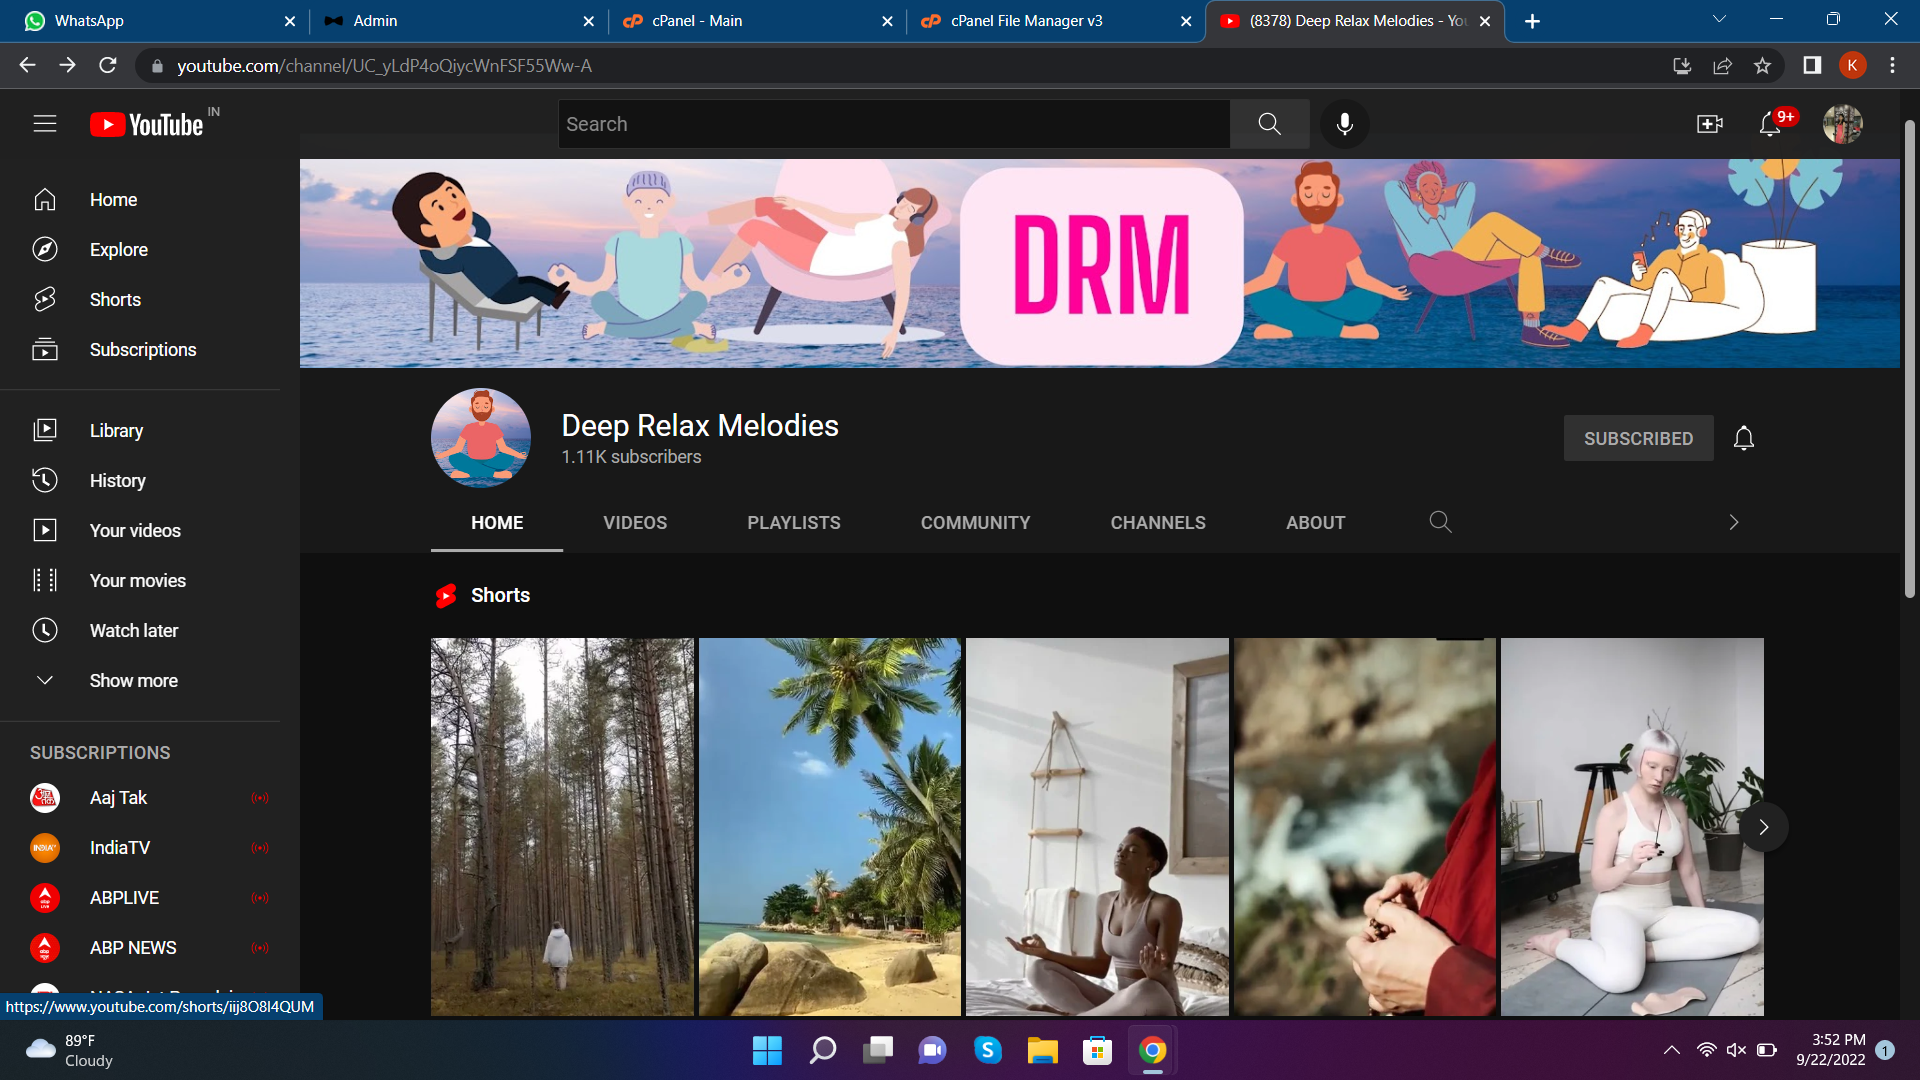 WhatsApp
Admin
cPanel - Main
cPanel File Manager v3
(8378) Deep Relax Melodies - You
youtube.com/channel/UC_yLdP4oQiycWnFSF55Ww-A
K
YouTube IN
Search
9+
Home
Explore
Shorts
Subscriptions
Library
History
Your videos
Your movies
Watch later
Show more
SUBSCRIPTIONS
Aaj Tak
IndiaTV
ABPLIVE
ABP NEWS
https://www.youtube.com/shorts/iij8O8I4QUM
DRM
Deep Relax Melodies
1.11K subscribers
SUBSCRIBED
HOME
VIDEOS
PLAYLISTS
COMMUNITY
CHANNELS
ABOUT
Shorts
89°F
Cloudy
3:52 PM
9/22/2022
1